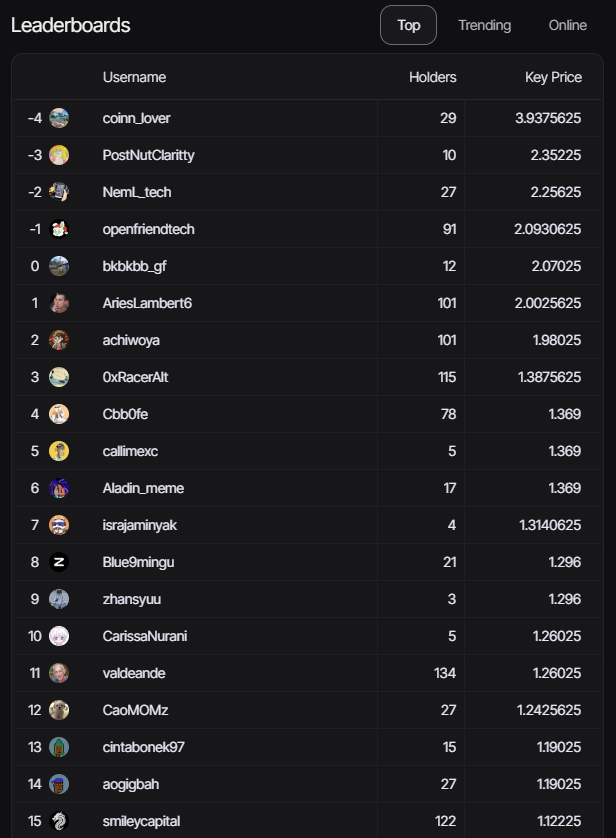 Leaderboards Top Trending Online
Username Holders Key Price
-4 coinn_lover 29 3.9375625
-3 PostNutClaritty 10 2.35225
-2 NemL_tech 27 2.25625
-1 openfriendtech 91 2.0930625
0 bkbkbb_gf 12 2.07025
1 AriesLambert6 101 2.0025625
2 achiwoya 101 1.98025
3 0xRacerAlt 115 1.3875625
4 Cbb0fe 78 1.369
5 callimexc 5 1.369
6 Aladin_meme 17 1.369
7 israjaminyak 4 1.3140625
8 Blue9mingu 21 1.296
9 zhansyuu 3 1.296
10 CarissaNurani 5 1.26025
11 valdeande 134 1.26025
12 CaoMOMz 27 1.2425625
13 cintabonek97 15 1.19025
14 aogigbah 27 1.19025
15 smileycapital 122 1.12225